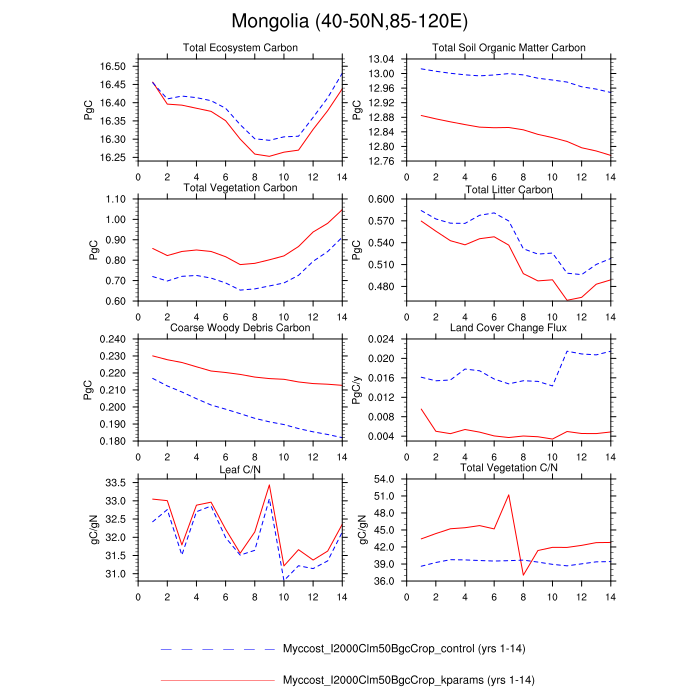 Mongolia (40-50N,85-120E)
Total Ecosystem Carbon
PgC
16.50
16.45
16.40
16.35
16.30
16.25
0 2 4 6 8 10 12 14
Total Soil Organic Matter Carbon
PgC
13.04
13.00
12.96
12.92
12.88
12.84
12.80
12.76
0 2 4 6 8 10 12 14
Total Vegetation Carbon
PgC
1.10
1.00
0.90
0.80
0.70
0.60
0 2 4 6 8 10 12 14
Total Litter Carbon
PgC
0.600
0.570
0.540
0.510
0.480
0 2 4 6 8 10 12 14
Coarse Woody Debris Carbon
PgC
0.240
0.230
0.220
0.210
0.200
0.190
0.180
0 2 4 6 8 10 12 14
Land Cover Change Flux
PgC/y
0.024
0.020
0.016
0.012
0.008
0.004
0 2 4 6 8 10 12 14
Leaf C/N
gC/gN
33.5
33.0
32.5
32.0
31.5
31.0
0 2 4 6 8 10 12 14
Total Vegetation C/N
gC/gN
54.0
51.0
48.0
45.0
42.0
39.0
36.0
0 2 4 6 8 10 12 14
Myccost_I2000Clm50BgcCrop_control (yrs 1-14)
Myccost_I2000Clm50BgcCrop_kparams (yrs 1-14)